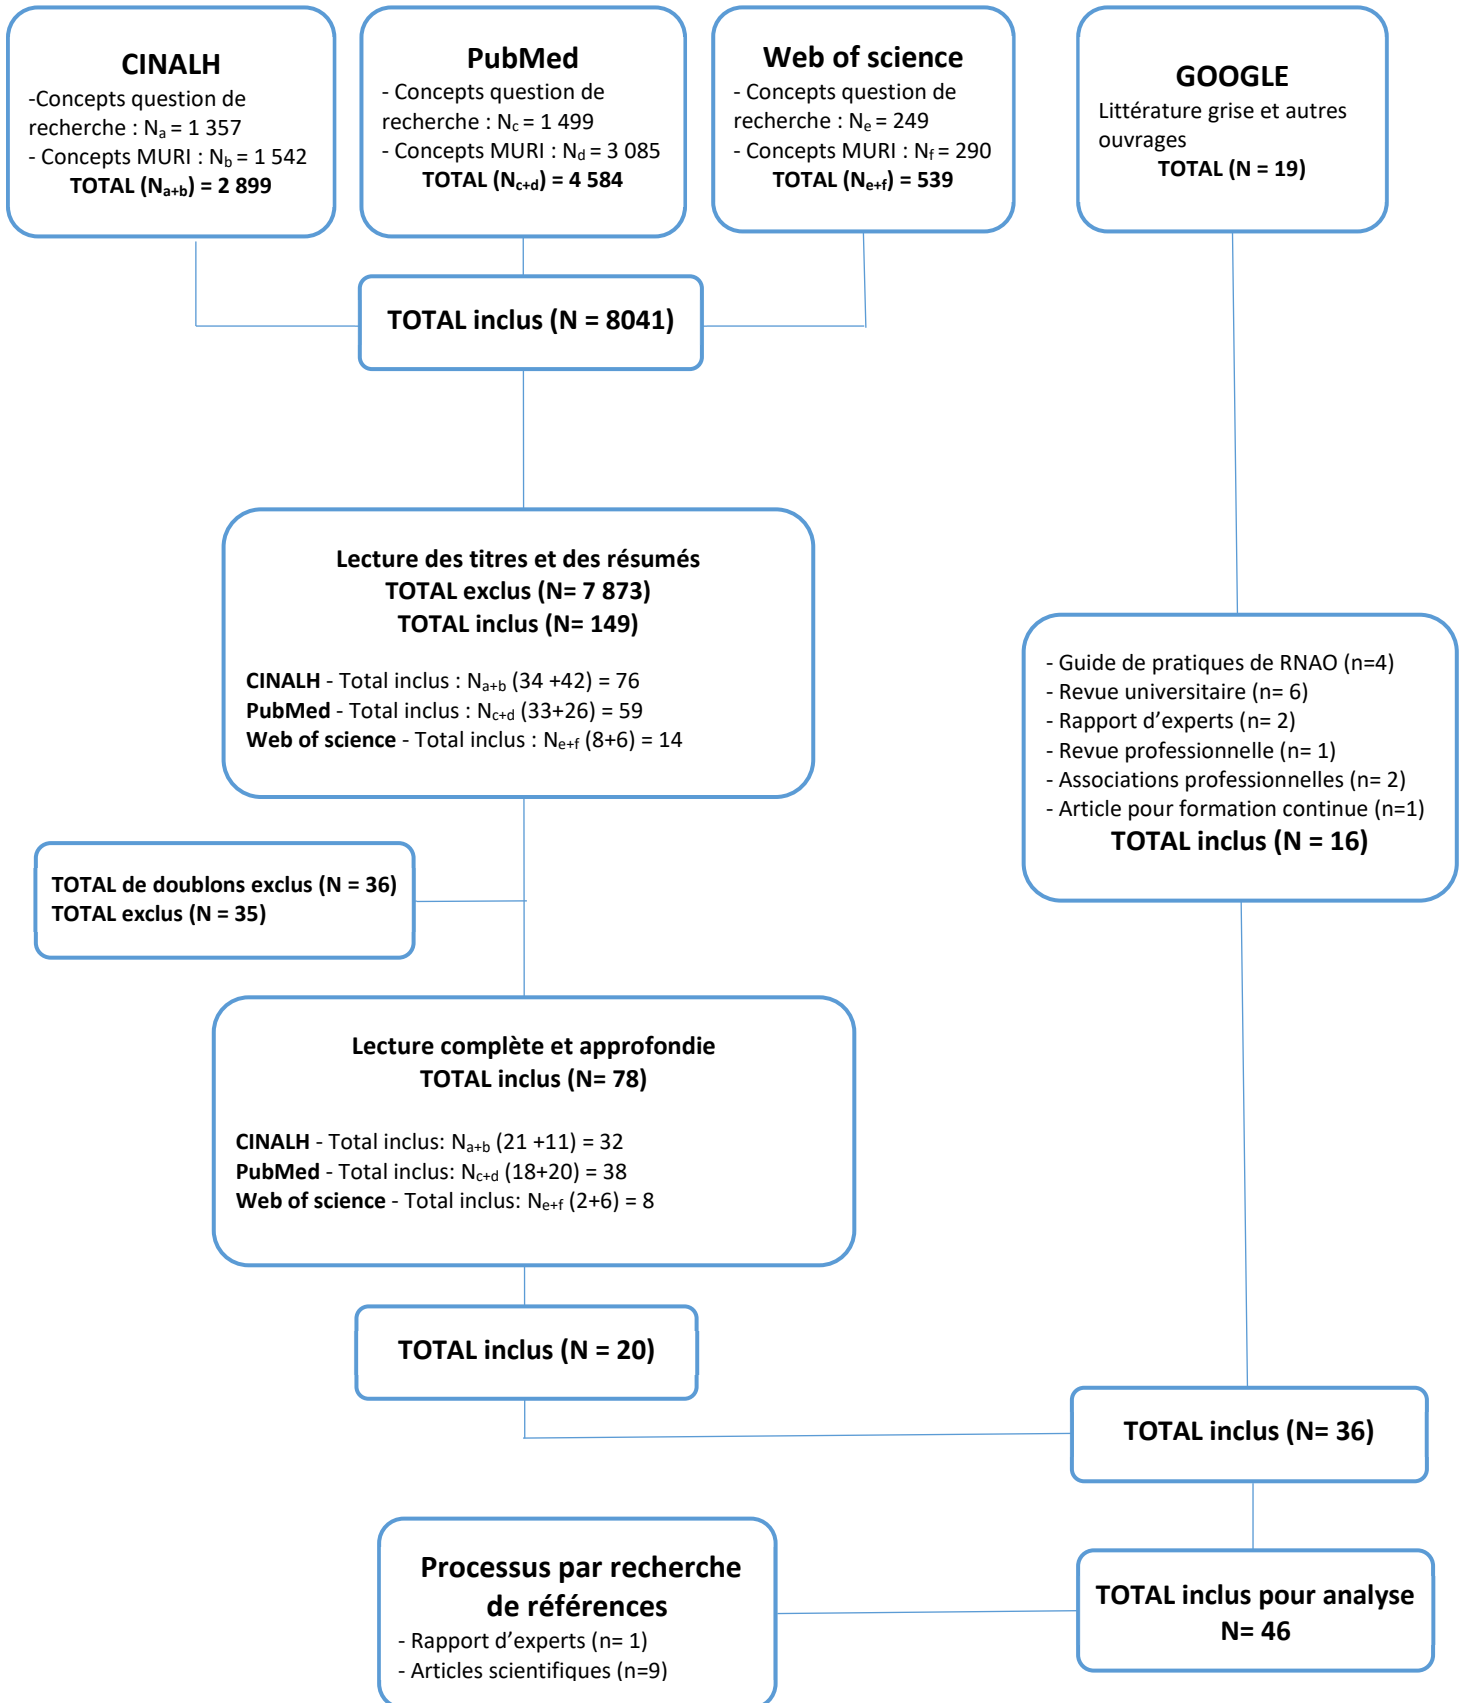 CINALH
-Concepts question de
recherche : Na = 1 357
- Concepts MURI : Nb = 1 542
TOTAL (Na+b) = 2 899
PubMed
- Concepts question de
recherche : Nc = 1 499
- Concepts MURI : Nd = 3 085
TOTAL (Nc+d) = 4 584
Web of science
- Concepts question de
recherche : Ne = 249
- Concepts MURI : Nf = 290
TOTAL (Ne+f) = 539
GOOGLE
Littérature grise et autres
ouvrages
TOTAL (N = 19)
TOTAL inclus (N = 8041)
Lecture des titres et des résumés
TOTAL exclus (N= 7 873)
TOTAL inclus (N= 149)
CINALH - Total inclus : Na+b (34 +42) = 76
PubMed - Total inclus : Nc+d (33+26) = 59
Web of science - Total inclus : Ne+f (8+6) = 14
- Guide de pratiques de RNAO (n=4)
- Revue universitaire (n= 6)
- Rapport d’experts (n= 2)
- Revue professionnelle (n= 1)
- Associations professionnelles (n= 2)
- Article pour formation continue (n=1)
TOTAL inclus (N = 16)
TOTAL de doublons exclus (N = 36)
TOTAL exclus (N = 35)
Lecture complète et approfondie
TOTAL inclus (N= 78)
CINALH - Total inclus: Na+b (21 +11) = 32
PubMed - Total inclus: Nc+d (18+20) = 38
Web of science - Total inclus: Ne+f (2+6) = 8
TOTAL inclus (N = 20)
TOTAL inclus (N= 36)
Processus par recherche
de références
- Rapport d’experts (n= 1)
- Articles scientifiques (n=9)
TOTAL inclus pour analyse
N= 46